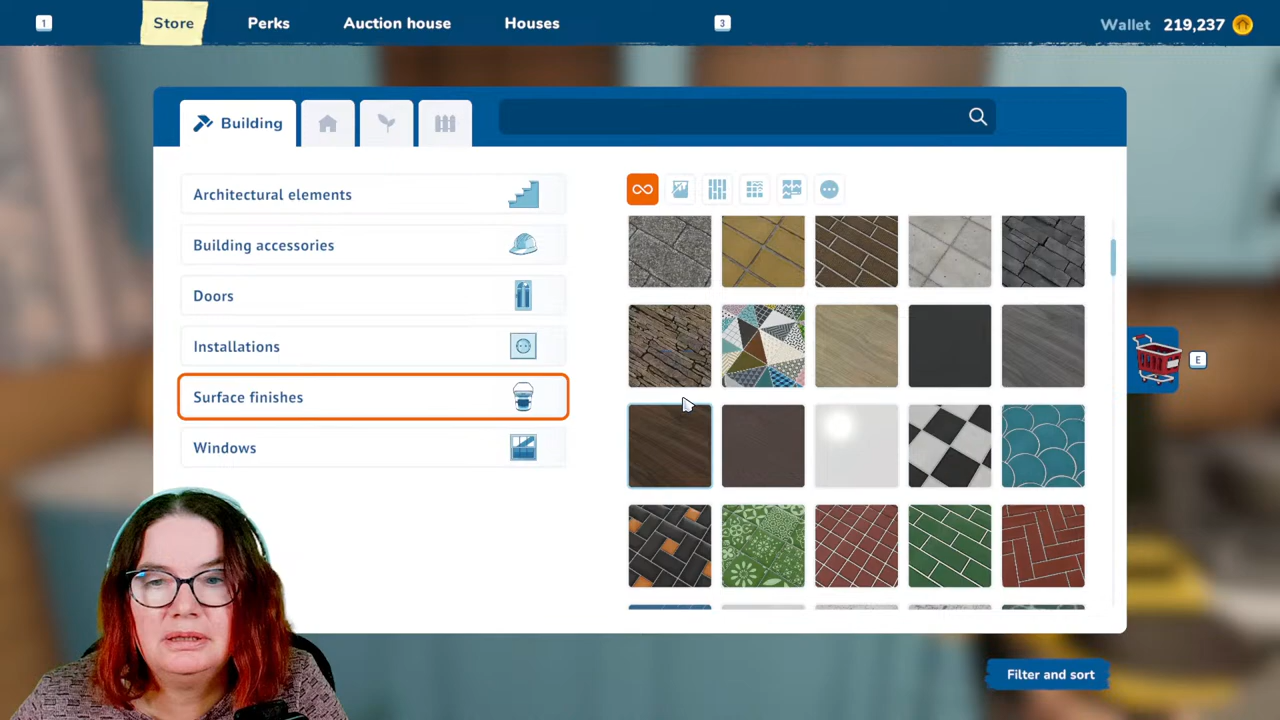 1
Store
Perks
Auction house
Houses
3
Wallet 219,237
Building
Architectural elements
Building accessories
Doors
Installations
Surface finishes
Windows
E
Filter and sort